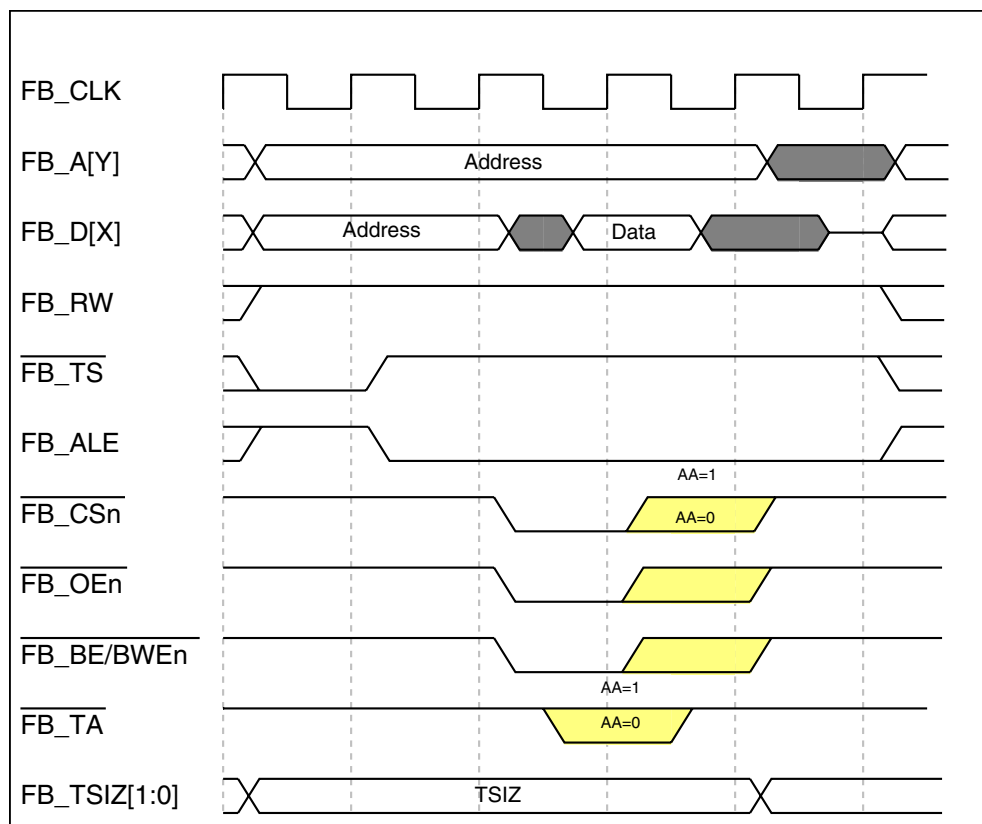 FB_CLK
FB_A[Y] Address
FB_D[X] Address Data
FB_RW
FB_TS
FB_ALE
AA=1
FB_CSn AA=0
FB_OEn
FB_BE/BWEn
AA=1
FB_TA AA=0
FB_TSIZ[1:0] TSIZ